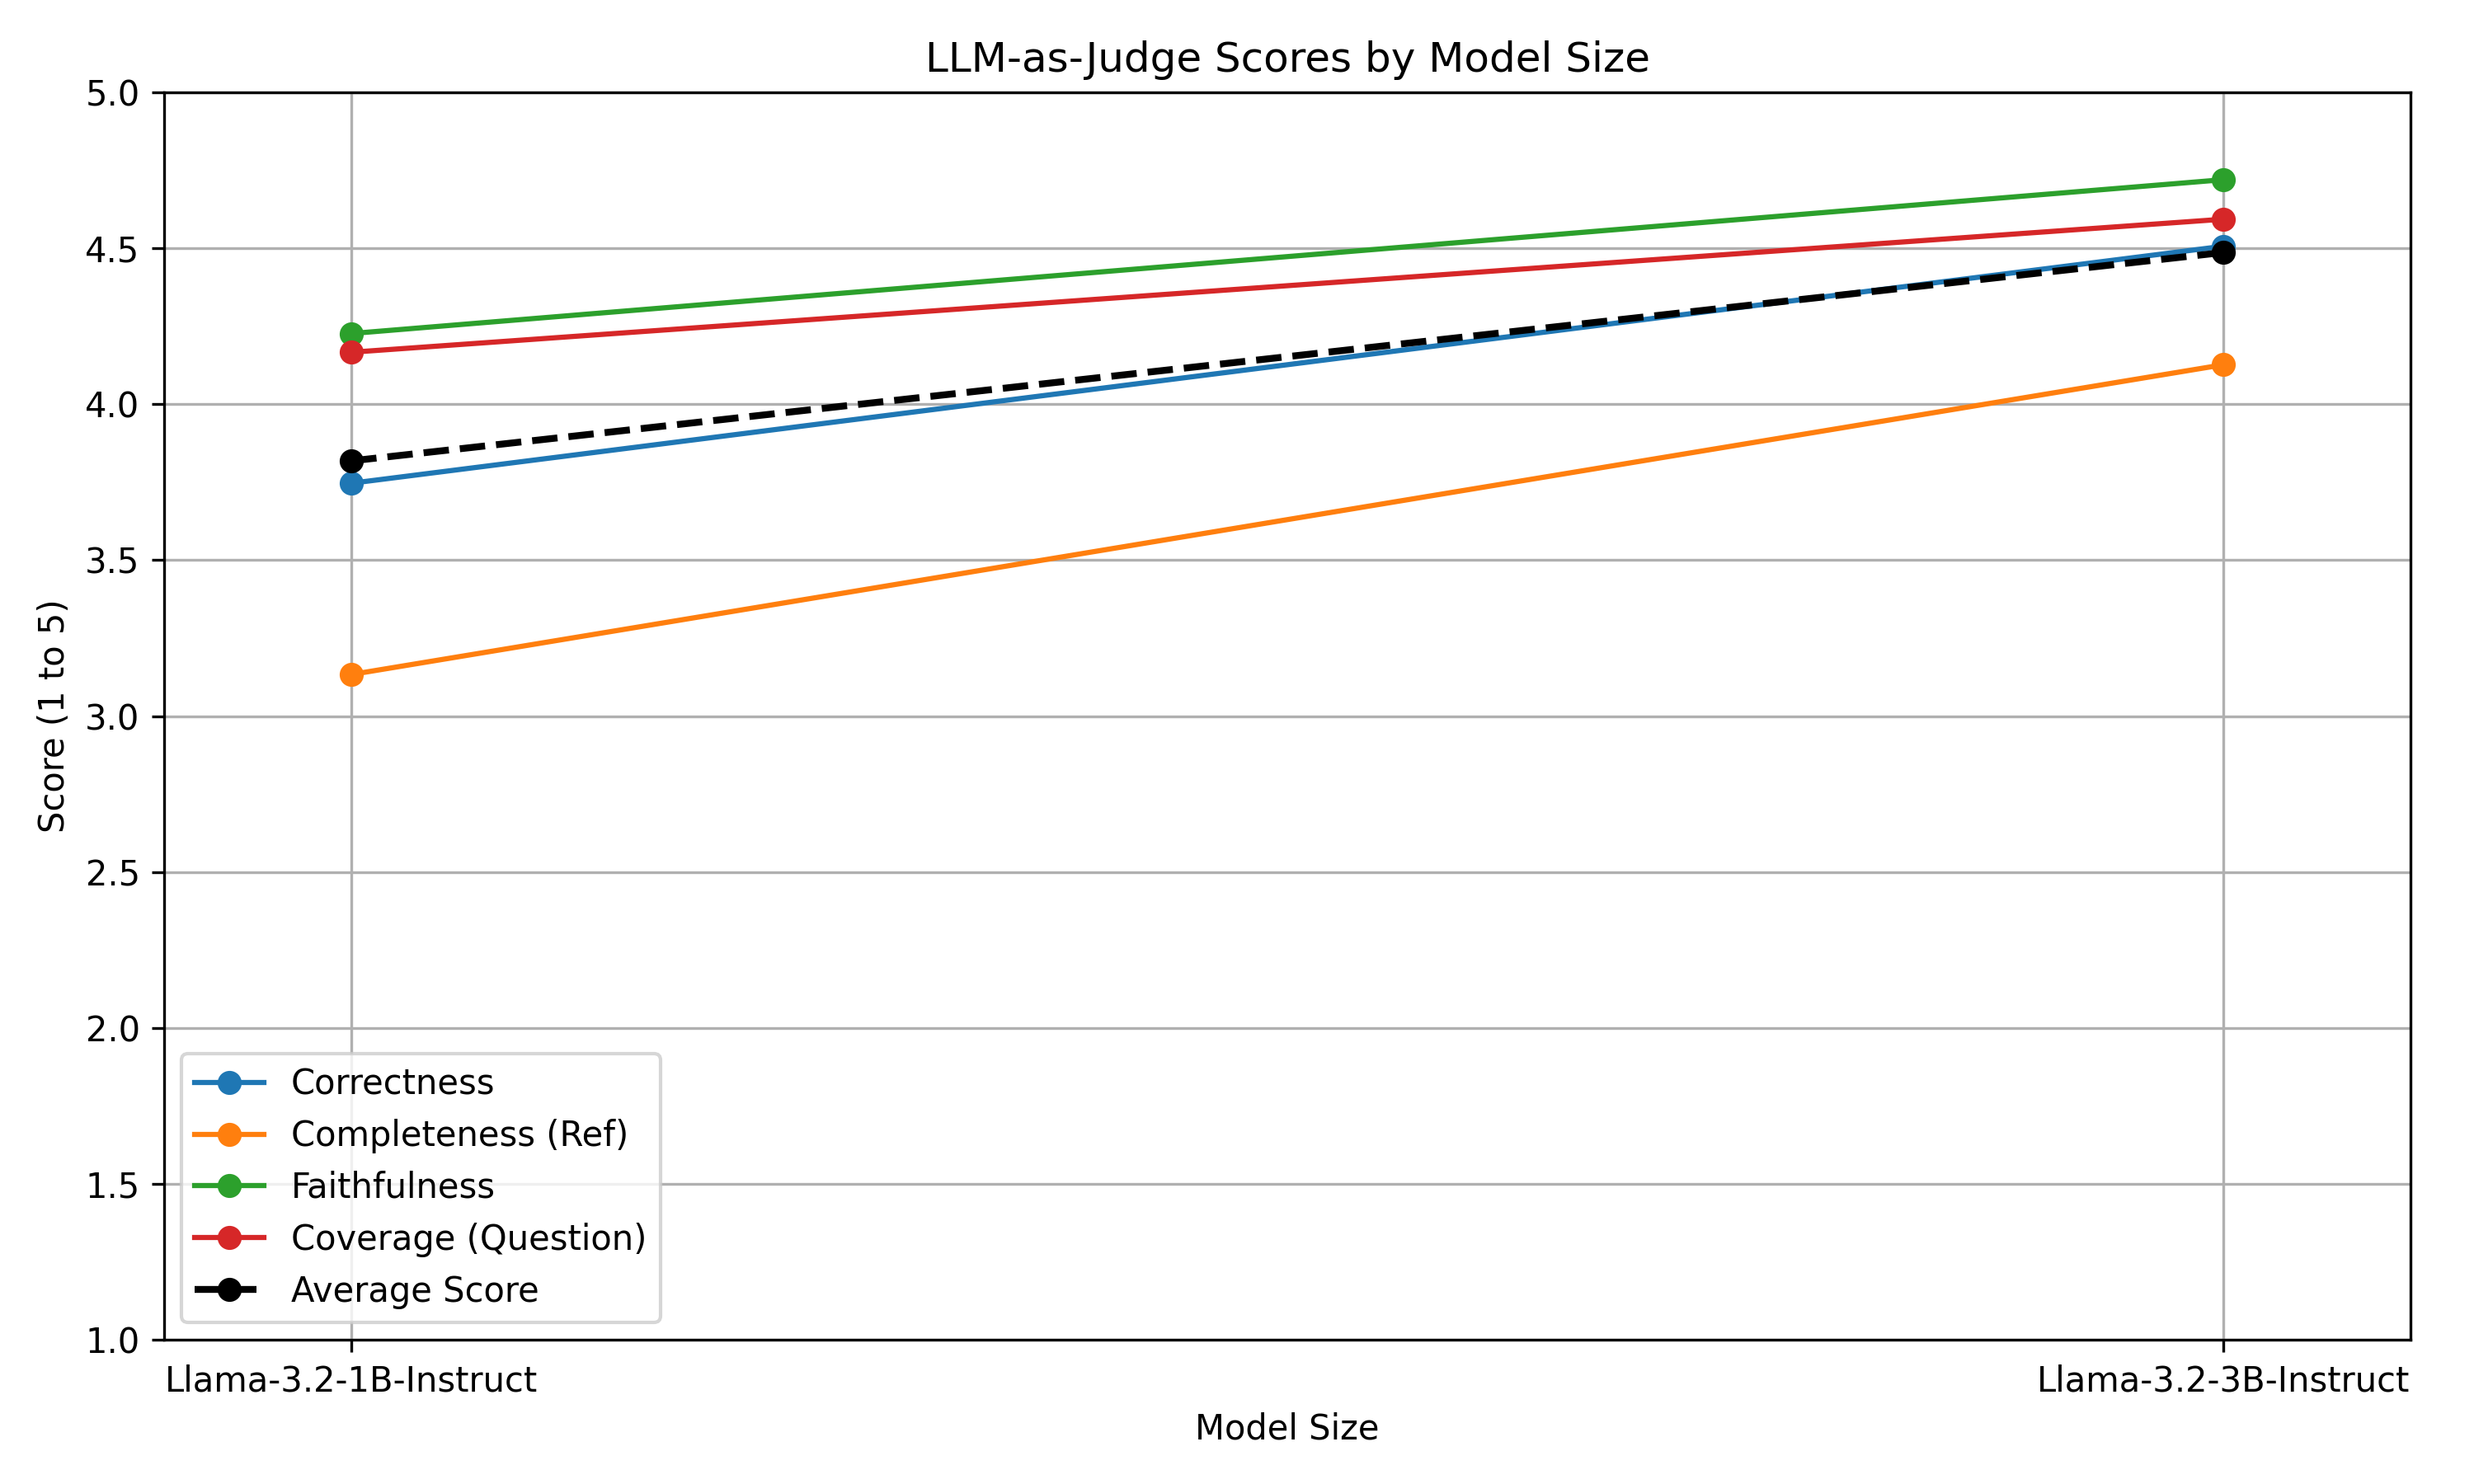 LLM-as-Judge Scores by Model Size
Score (1 to 5)
5.0
4.5
4.0
3.5
3.0
2.5
2.0
1.5
1.0
Correctness
Completeness (Ref)
Faithfulness
Coverage (Question)
Average Score
Llama-3.2-1B-Instruct
Llama-3.2-3B-Instruct
Model Size